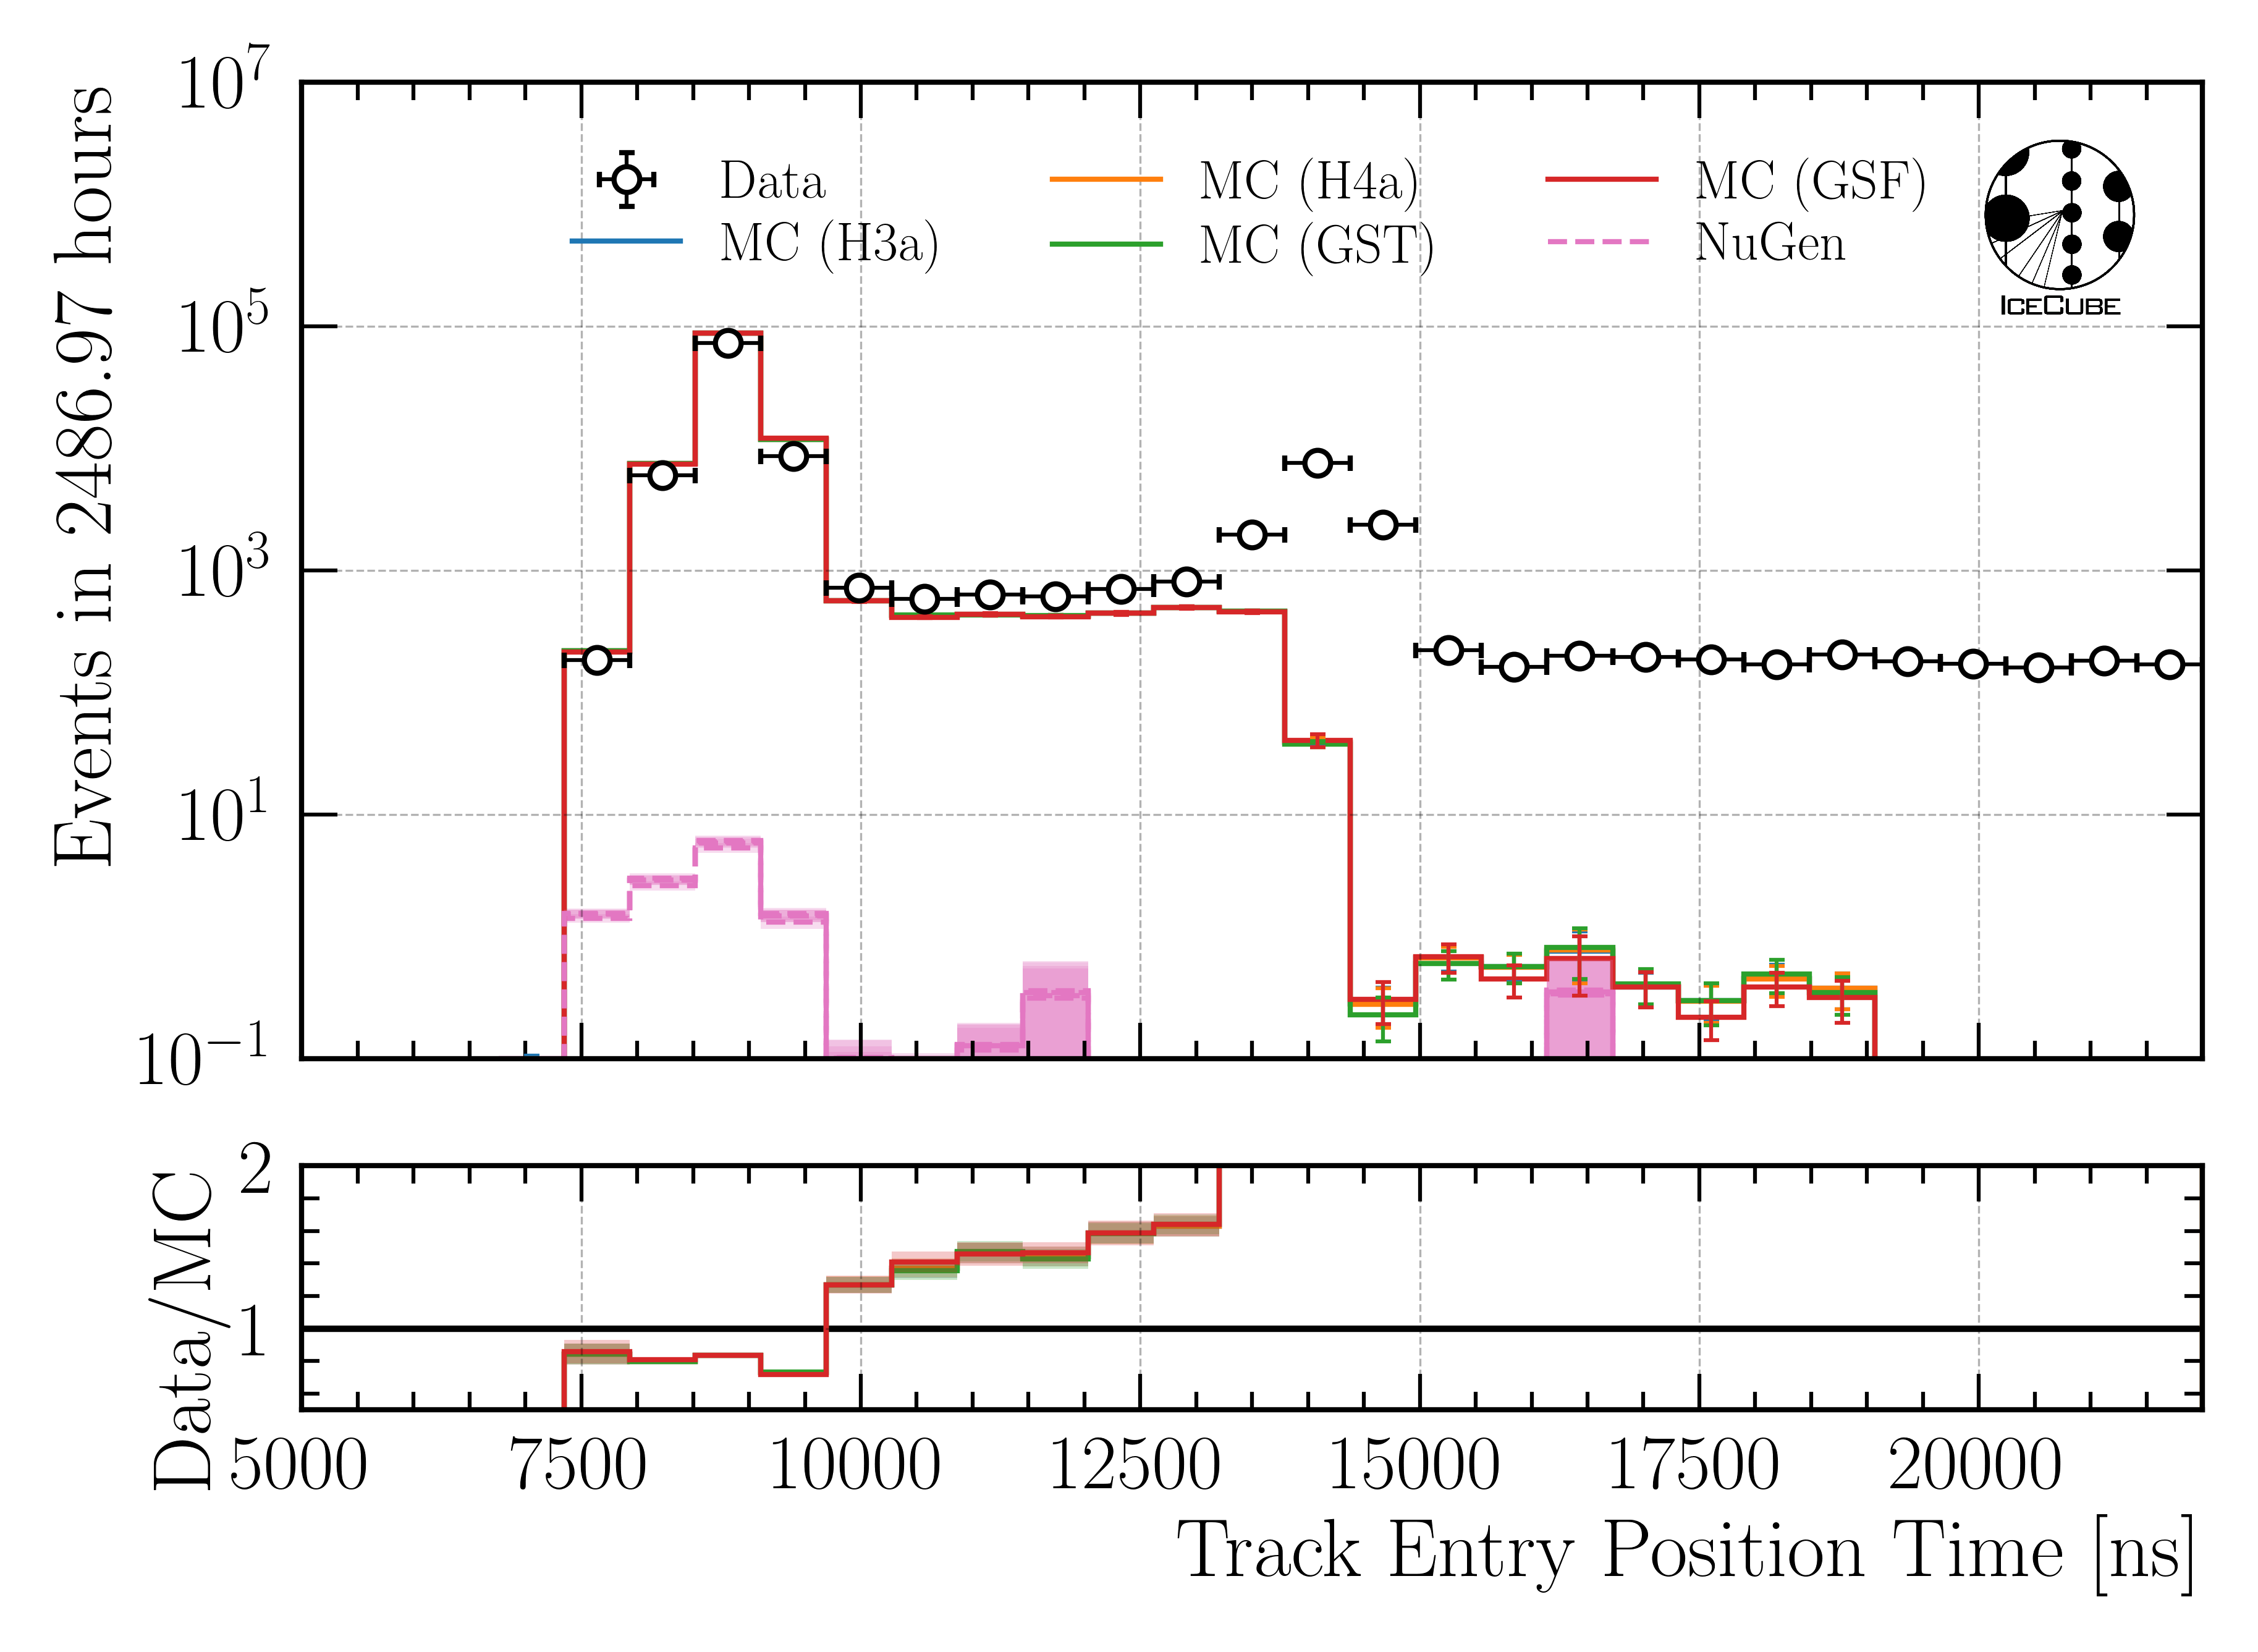 Events in 2486.97 hours
10^7
10^5
10^3
10^1
10^−1
Data
MC (H3a)
MC (H4a)
MC (GST)
MC (GSF)
NuGen
ICECUBE
Data/MC
2
1
5000 7500 10000 12500 15000 17500 20000
Track Entry Position Time [ns]